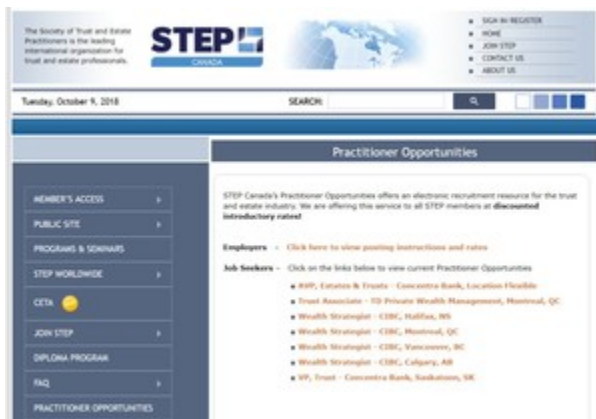 The Society of Trust and Estate
Practitioners is the leading
international organization for
trust and estate professionals.
STEP
CANADA
SIGN IN/REGISTER
HOME
JOIN STEP
CONTACT US
ABOUT US
Tuesday, October 9, 2018
SEARCH:
Practitioner Opportunities
MEMBER'S ACCESS
PUBLIC SITE
PROGRAMS & SEMINARS
STEP WORLDWIDE
CETA
JOIN STEP
DIPLOMA PROGRAM
FAQ
PRACTITIONER OPPORTUNITIES
STEP Canada's Practitioner Opportunities offers an electronic recruitment resource for the trust
and estate industry. We are offering this service to all STEP members at discounted
introductory rates!
Employers - Click here to view posting instructions and rates
Job Seekers - Click on the links below to view current Practitioner Opportunities
AVP, Estates & Trusts - Concentra Bank, Location Flexible
Trust Associate - TD Private Wealth Management, Montreal, QC
Wealth Strategist - CIBC, Halifax, NS
Wealth Strategist - CIBC, Montreal, QC
Wealth Strategist - CIBC, Vancouver, BC
Wealth Strategist - CIBC, Calgary, AB
VP, Trust - Concentra Bank, Saskatoon, SK